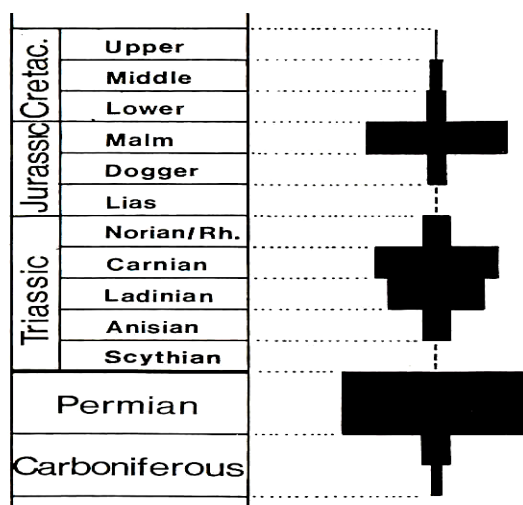 Cretac.
Upper
Middle
Lower
Jurassic
Malm
Dogger
Lias
Triassic
Norian/Rh.
Carnian
Ladinian
Anisian
Scythian
Permian
Carboniferous